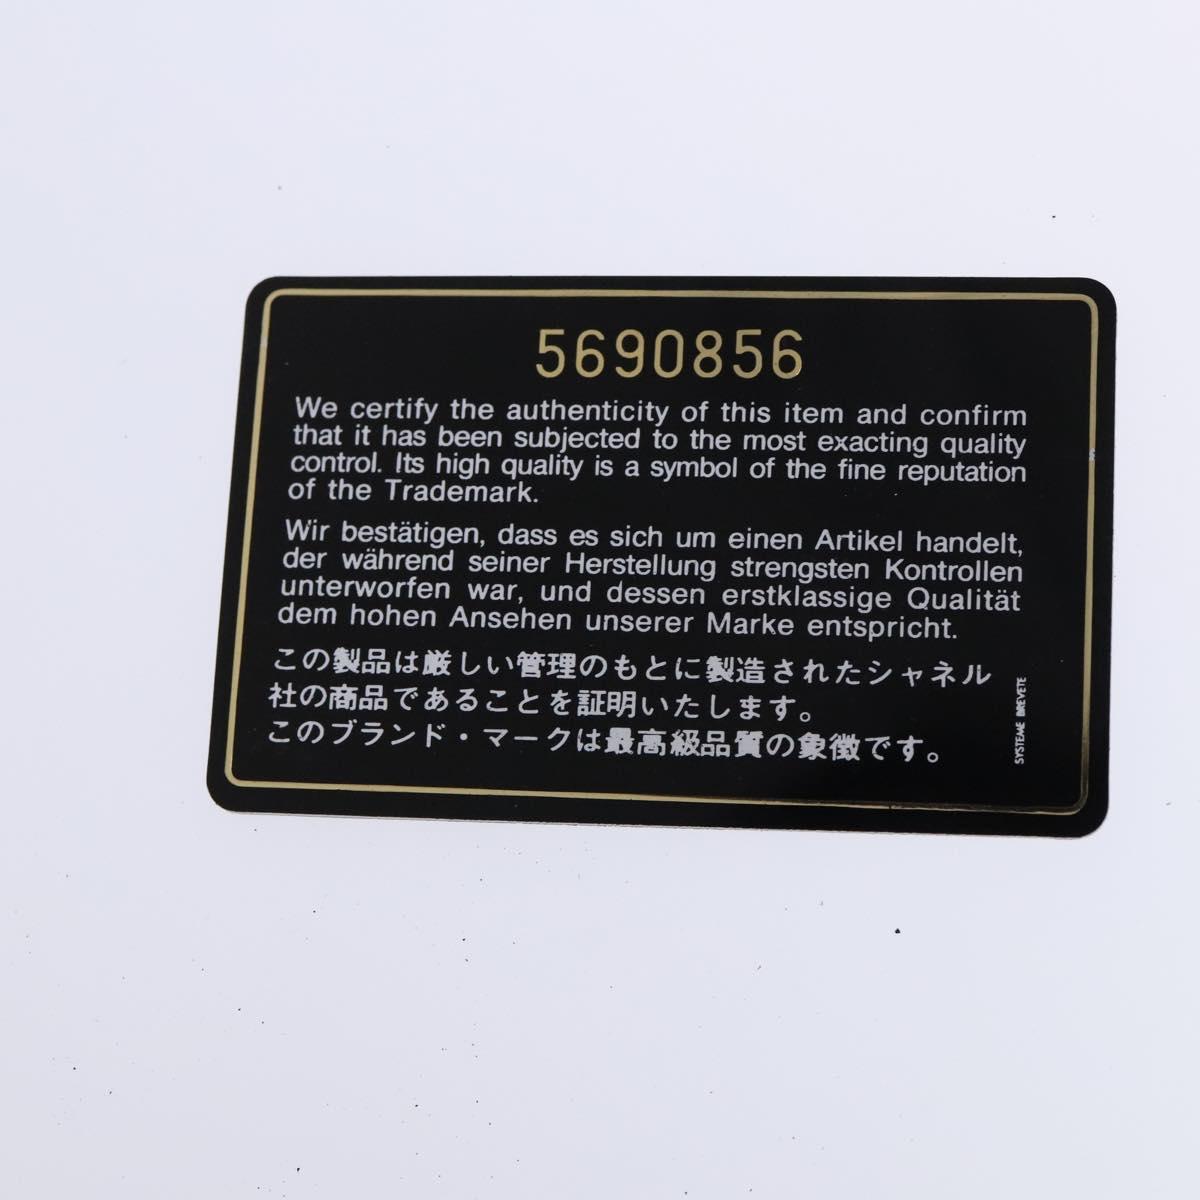 5690856
We certify the authenticity of this item and confirm
that it has been subjected to the most exacting quality
control. Its high quality is a symbol of the fine reputation
of the Trademark.
Wir bestätigen, dass es sich um einen Artikel handelt,
der während seiner Herstellung strengsten Kontrollen
unterworfen war, und dessen erstklassige Qualität
dem hohen Ansehen unserer Marke entspricht.
この製品は厳しい管理のもとに製造されたシャネル
社の商品であることを証明いたします。
このブランド・マークは最高級品質の象徴です。
SYSTEME BREVETE